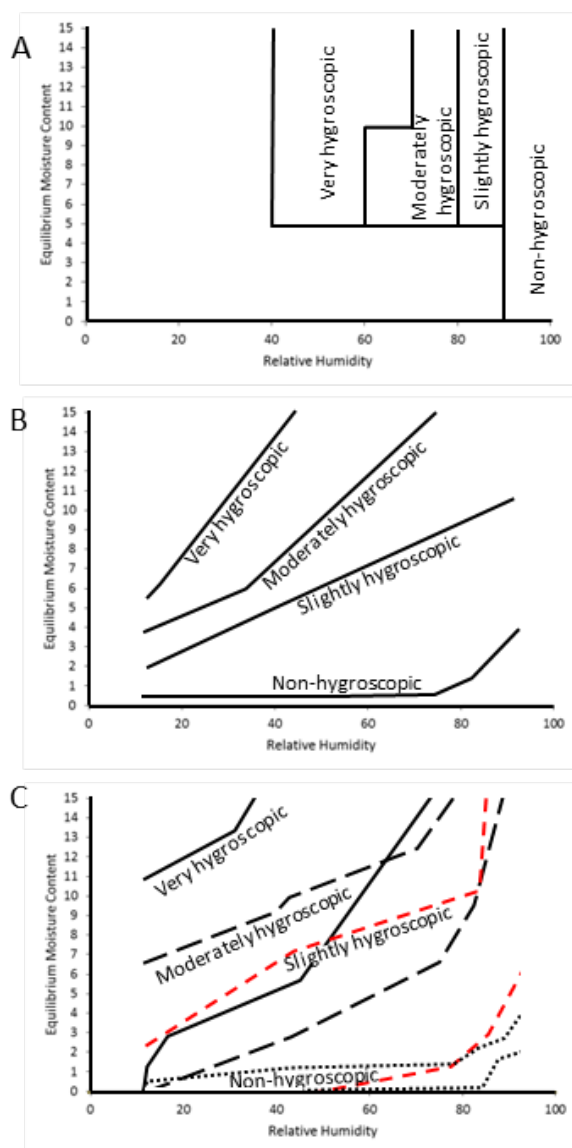 A
Equilibrium Moisture Content
15
14
13
12
11
10
9
8
7
6
5
4
3
2
1
0
Very hygroscopic
Moderately
hygroscopic
Slightly hygroscopic
Non-hygroscopic
0 20 40 60 80 100
Relative Humidity
B
Equilibrium Moisture Content
15
14
13
12
11
10
9
8
7
6
5
4
3
2
1
0
Very hygroscopic
Moderately hygroscopic
Slightly hygroscopic
Non-hygroscopic
0 20 40 60 80 100
Relative Humidity
C
Equilibrium Moisture Content
15
14
13
12
11
10
9
8
7
6
5
4
3
2
1
0
Very hygroscopic
Moderately hygroscopic
Slightly hygroscopic
Non-hygroscopic
0 20 40 60 80 100
Relative Humidity